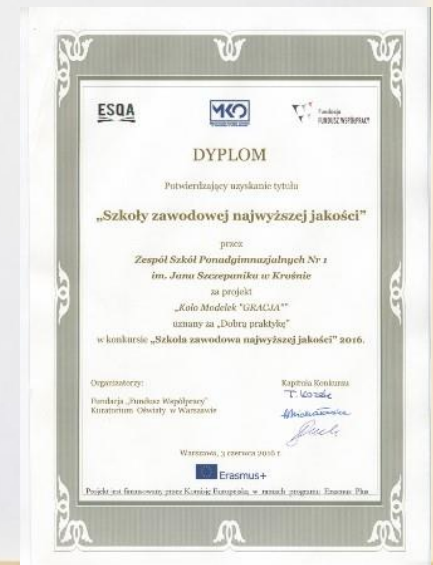 ESQA
MKO
Fundacja
FUNDUSZ WSPÓŁPRACY
DYPLOM
Potwierdzający uzyskanie tytułu
„Szkoły zawodowej najwyższej jakości”
przez
Zespół Szkół Ponadgimnazjalnych Nr 1
im. Jana Szczepanika w Krośnie
za projekt
„Koło Modelek "GRACJA"”
uznany za „Dobrą praktykę”
w konkursie „Szkoła zawodowa najwyższej jakości” 2016.
Organizatorzy:
Kapituła Konkursu
Fundacja „Fundusz Współpracy”
Kuratorium Oświaty w Warszawie
T. Kozek
Warszawa, 3 czerwca 2016 r.
Erasmus+
Projekt jest finansowany przez Komisję Europejską w ramach programu Erasmus Plus